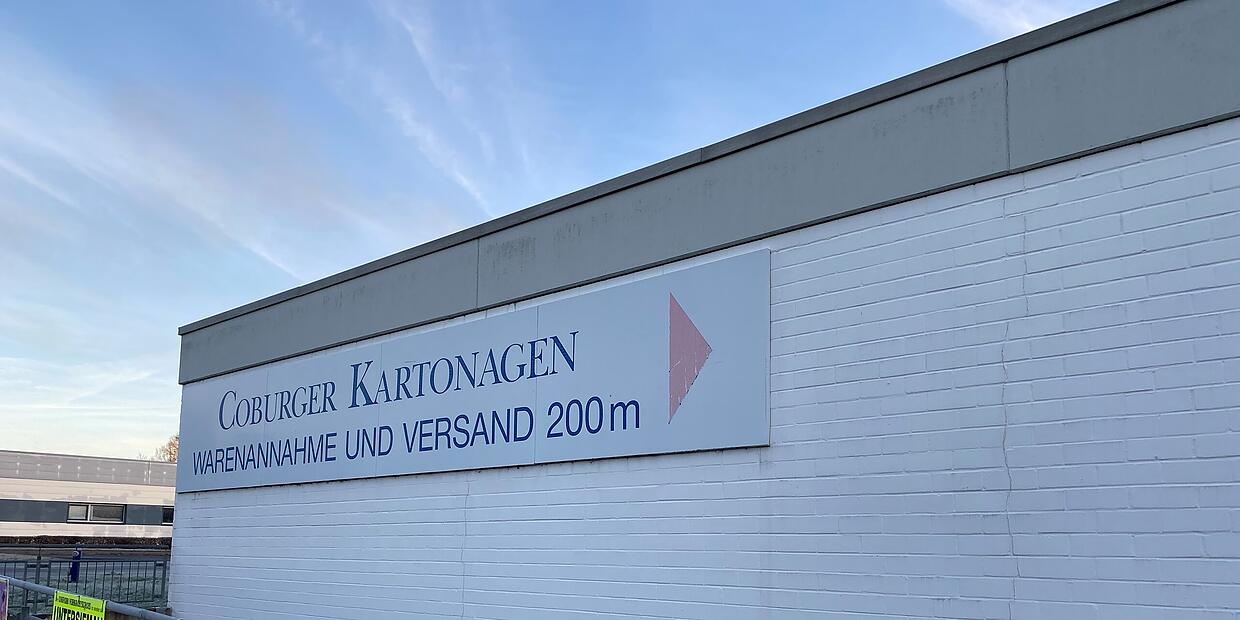 COBURGER KARTONAGEN
WARENANNAHME UND VERSAND 200m